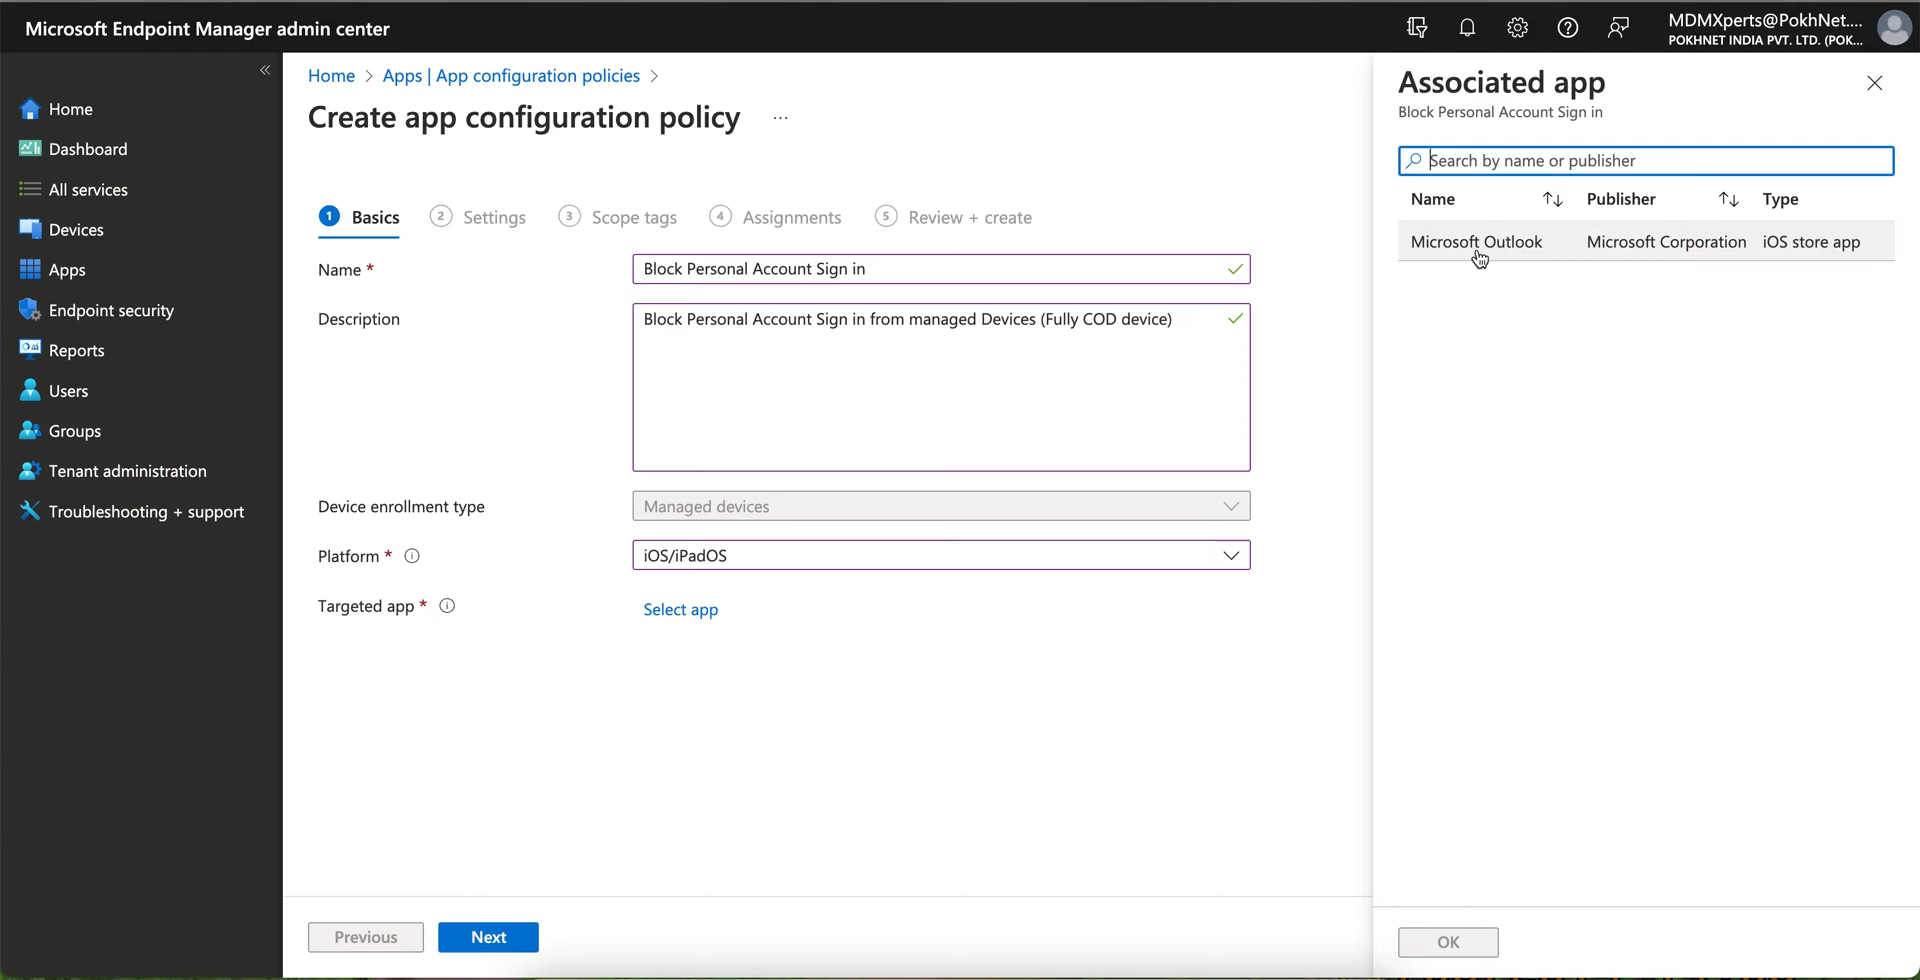 Microsoft Endpoint Manager admin center
MDMXperts@PokhNet....
POKHNET INDIA PVT. LTD. (POK...
«
Home
Dashboard
All services
Devices
Apps
Endpoint security
Reports
Users
Groups
Tenant administration
Troubleshooting + support
Home > Apps | App configuration policies >
Create app configuration policy ...
1 Basics 2 Settings 3 Scope tags 4 Assignments 5 Review + create
Name * Block Personal Account Sign in
Description Block Personal Account Sign in from managed Devices (Fully COD device)
Device enrollment type Managed devices
Platform * iOS/iPadOS
Targeted app * Select app
Previous Next
Associated app
Block Personal Account Sign in
Search by name or publisher
Name Publisher Type
Microsoft Outlook Microsoft Corporation iOS store app
OK